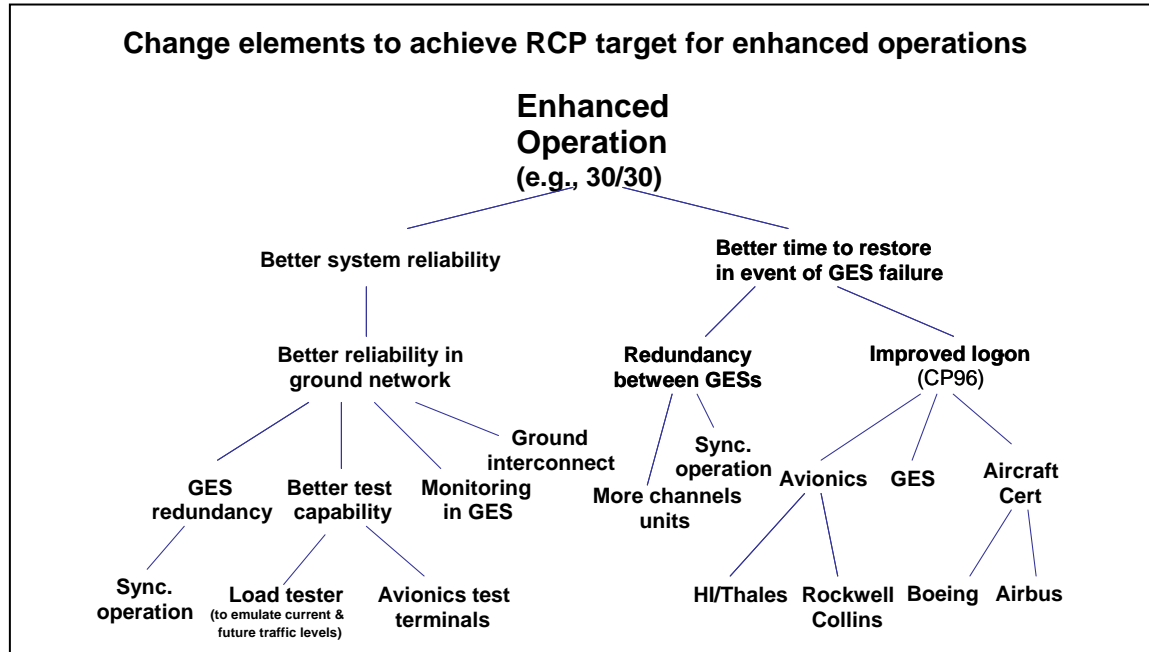 Change elements to achieve RCP target for enhanced operations
Enhanced
Operation
(e.g., 30/30)
Better system reliability
Better time to restore
in event of GES failure
Better reliability in
ground network
Redundancy
between GESs
Improved logon
(CP96)
GES
redundancy
Better test
capability
Monitoring
in GES
Ground
interconnect
More channels
units
Sync.
operation
Avionics
GES
Aircraft
Cert
Sync.
operation
Load tester
(to emulate current &
future traffic levels)
Avionics test
terminals
HI/Thales
Rockwell
Collins
Boeing
Airbus